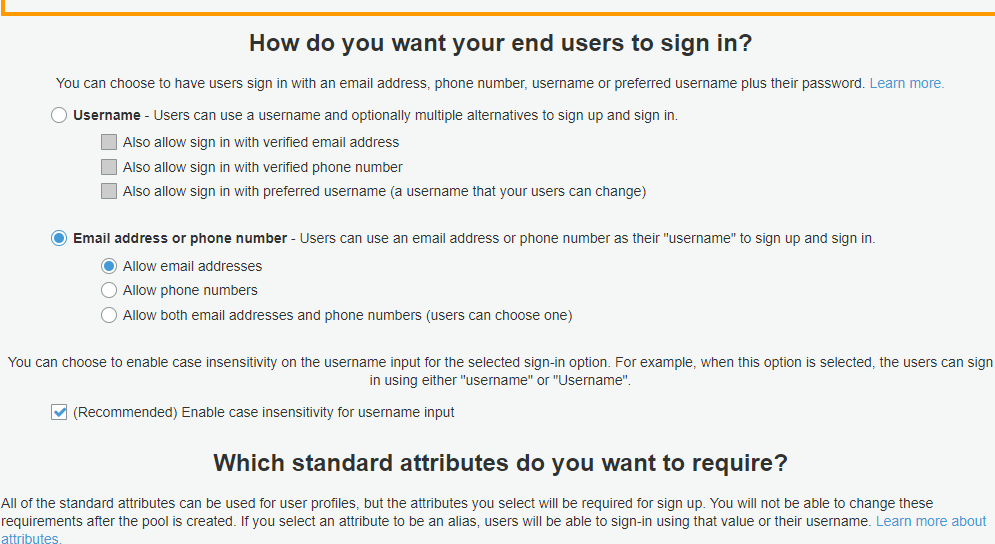 How do you want your end users to sign in?
You can choose to have users sign in with an email address, phone number, username or preferred username plus their password. Learn more.
Username - Users can use a username and optionally multiple alternatives to sign up and sign in.
Also allow sign in with verified email address
Also allow sign in with verified phone number
Also allow sign in with preferred username (a username that your users can change)
Email address or phone number - Users can use an email address or phone number as their "username" to sign up and sign in.
Allow email addresses
Allow phone numbers
Allow both email addresses and phone numbers (users can choose one)
You can choose to enable case insensitivity on the username input for the selected sign-in option. For example, when this option is selected, the users can sign
in using either "username" or "Username".
(Recommended) Enable case insensitivity for username input
Which standard attributes do you want to require?
All of the standard attributes can be used for user profiles, but the attributes you select will be required for sign up. You will not be able to change these
requirements after the pool is created. If you select an attribute to be an alias, users will be able to sign-in using that value or their username. Learn more about
attributes.